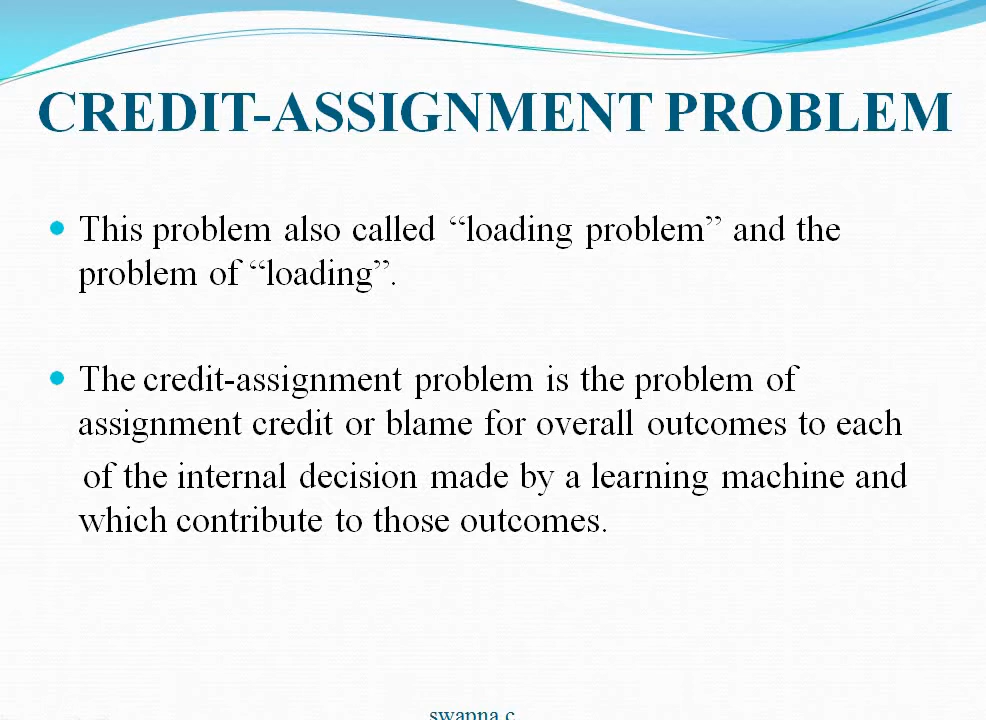 CREDIT-ASSIGNMENT PROBLEM
This problem also called “loading problem” and the
problem of “loading”.
The credit-assignment problem is the problem of
assignment credit or blame for overall outcomes to each
of the internal decision made by a learning machine and
which contribute to those outcomes.
swapna.c